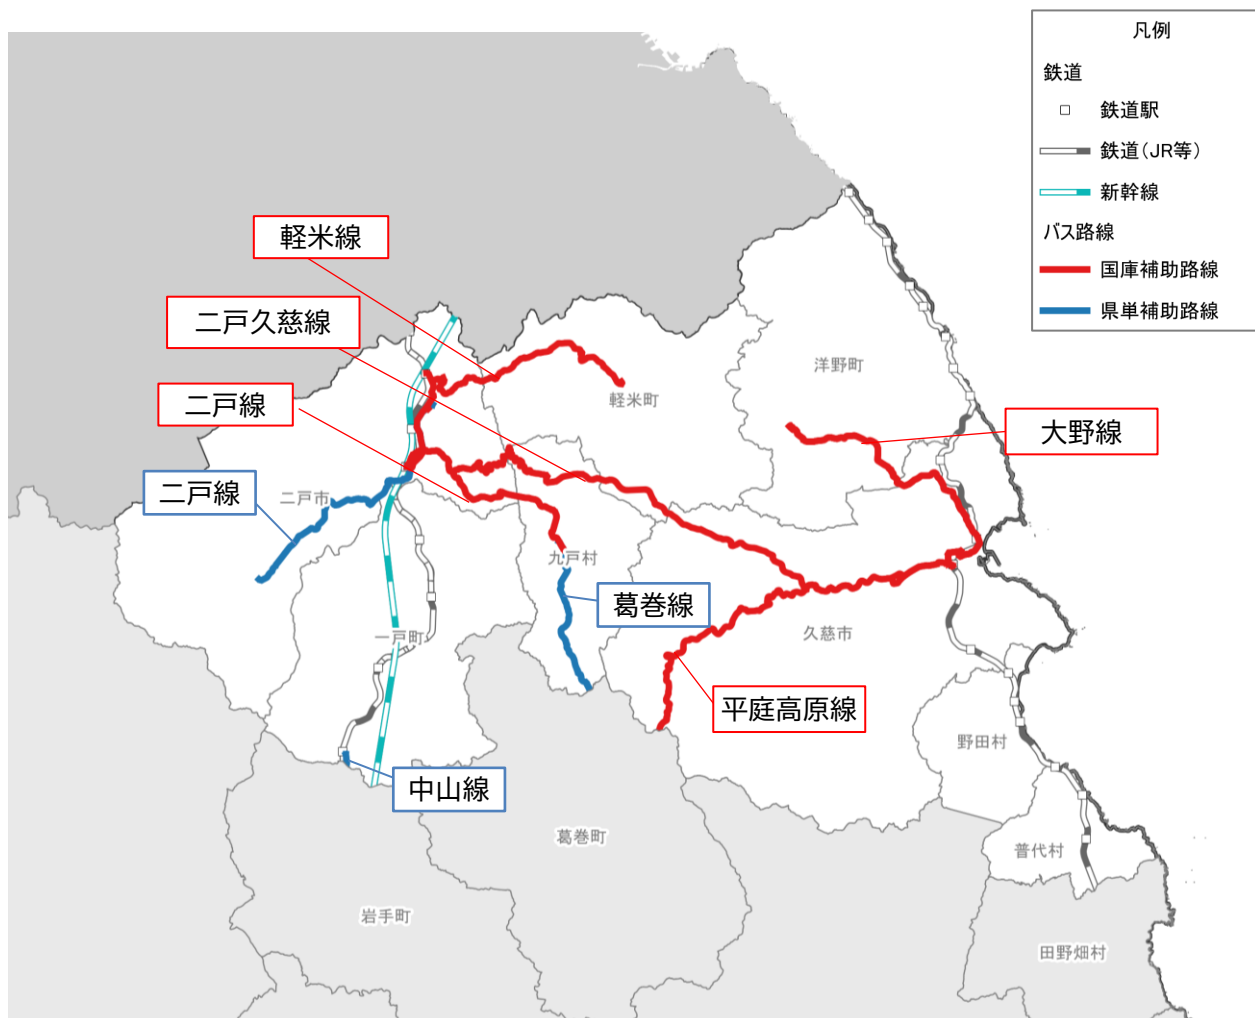 凡例
鉄道
鉄道駅
鉄道(JR等)
新幹線
バス路線
国庫補助路線
県単補助路線
軽米線
二戸久慈線
二戸線
大野線
二戸線
葛巻線
平庭高原線
中山線
洋野町
軽米町
二戸市
九戸村
一戸町
久慈市
野田村
普代村
葛巻町
岩手町
田野畑村